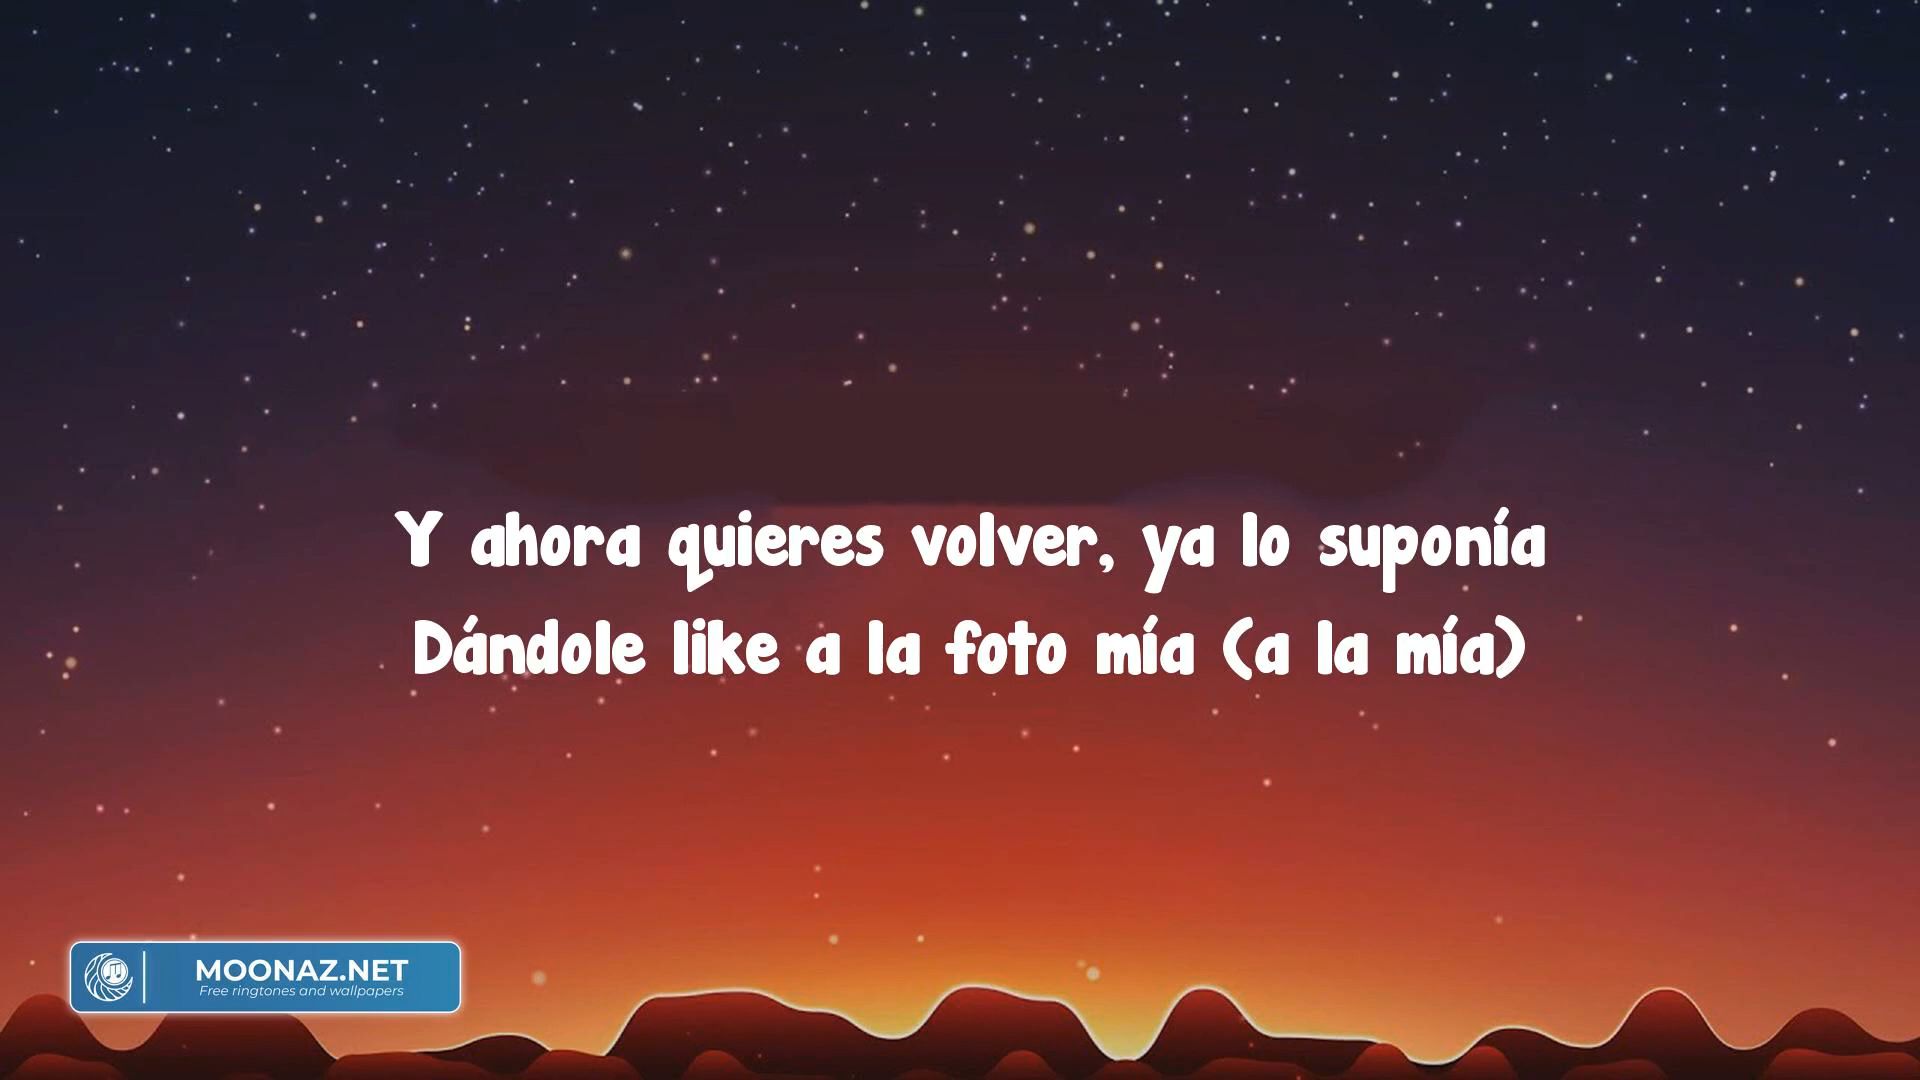 Y ahora quieres volver, ya lo suponía
Dándole like a la foto mía (a la mía)
MOONAZ.NET
Free ringtones and wallpapers